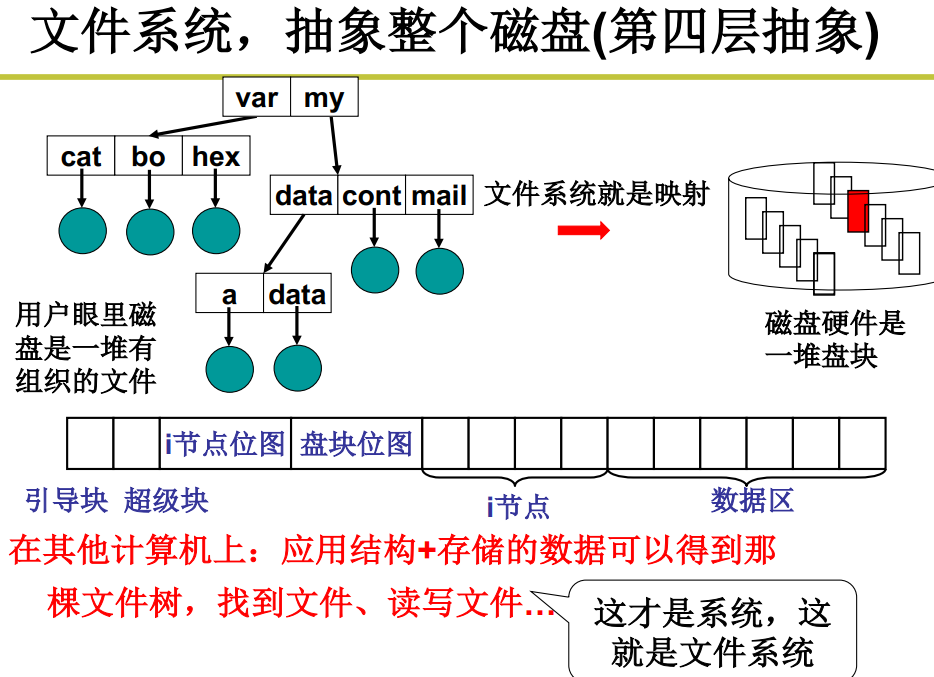 文件系统，抽象整个磁盘(第四层抽象)
var my
cat bo hex
data cont mail
文件系统就是映射
a data
用户眼里磁
盘是一堆有
组织的文件
磁盘硬件是
一堆盘块
i节点位图 盘块位图
引导块 超级块
i节点
数据区
在其他计算机上：应用结构+存储的数据可以得到那
棵文件树，找到文件、读写文件...
这才是系统，这
就是文件系统